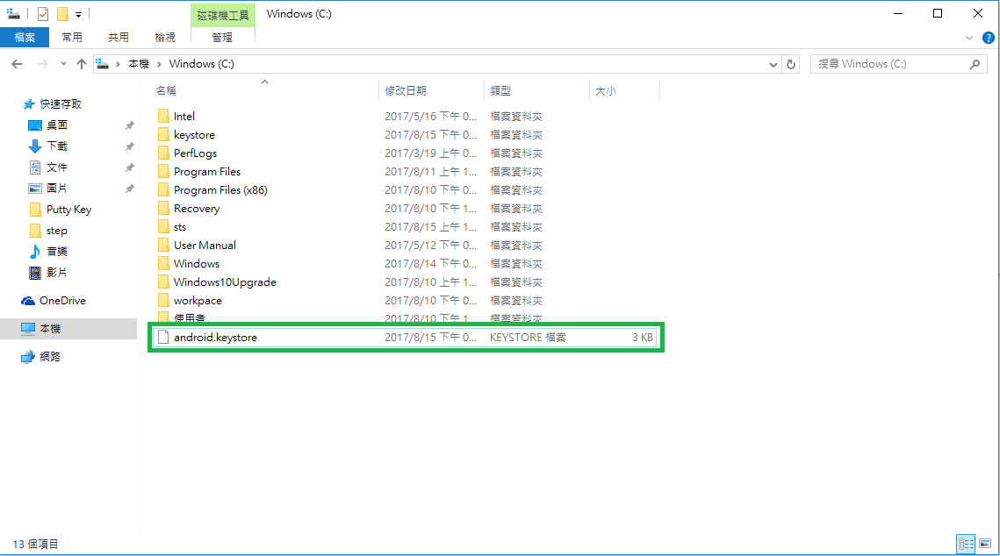 磁碟機工具 Windows (C:)
檔案 常用 共用 檢視 管理
本機 Windows (C:) 搜尋 Windows (C:)
名稱 修改日期 類型 大小
快速存取
桌面
下載
文件
圖片
Putty Key
step
音樂
影片
OneDrive
本機
網路
Intel 2017/5/16 下午 0... 檔案資料夾
keystore 2017/8/15 下午 0... 檔案資料夾
PerfLogs 2017/3/19 上午 0... 檔案資料夾
Program Files 2017/8/11 上午 1... 檔案資料夾
Program Files (x86) 2017/8/10 下午 0... 檔案資料夾
Recovery 2017/8/10 下午 1... 檔案資料夾
sts 2017/8/15 上午 1... 檔案資料夾
User Manual 2017/5/12 下午 0... 檔案資料夾
Windows 2017/8/14 下午 0... 檔案資料夾
Windows10Upgrade 2017/8/10 上午 1... 檔案資料夾
workpace 2017/8/10 下午 0... 檔案資料夾
使用者 2017/8/10 下午 1... 檔案資料夾
android.keystore 2017/8/15 下午 0... KEYSTORE 檔案 3 KB
13 個項目